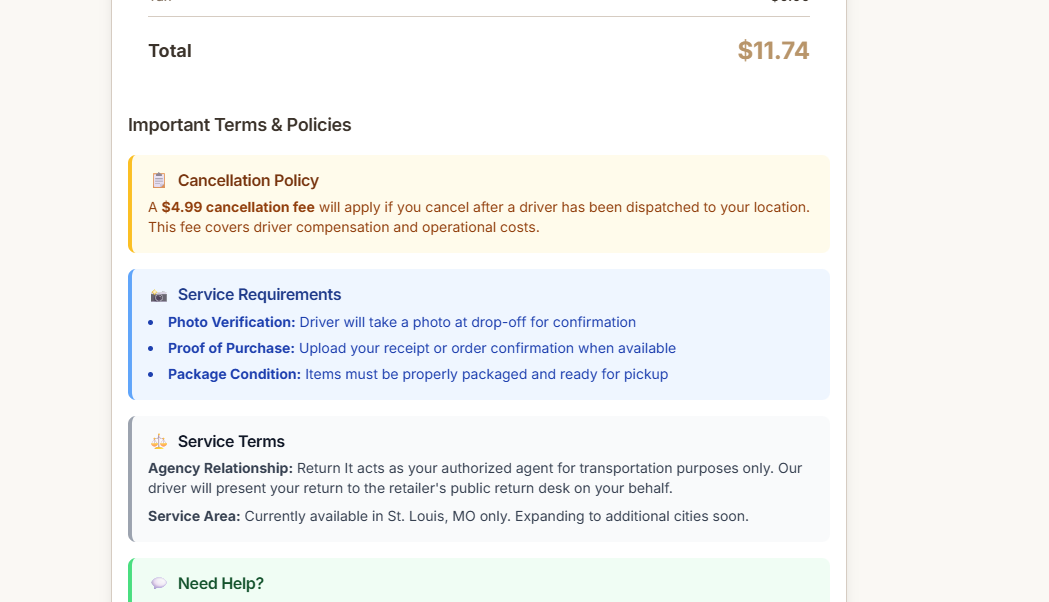 Total
$11.74
Important Terms & Policies
Cancellation Policy
A $4.99 cancellation fee will apply if you cancel after a driver has been dispatched to your location.
This fee covers driver compensation and operational costs.
Service Requirements
• Photo Verification: Driver will take a photo at drop-off for confirmation
• Proof of Purchase: Upload your receipt or order confirmation when available
• Package Condition: Items must be properly packaged and ready for pickup
Service Terms
Agency Relationship: Return It acts as your authorized agent for transportation purposes only. Our
driver will present your return to the retailer's public return desk on your behalf.
Service Area: Currently available in St. Louis, MO only. Expanding to additional cities soon.
Need Help?